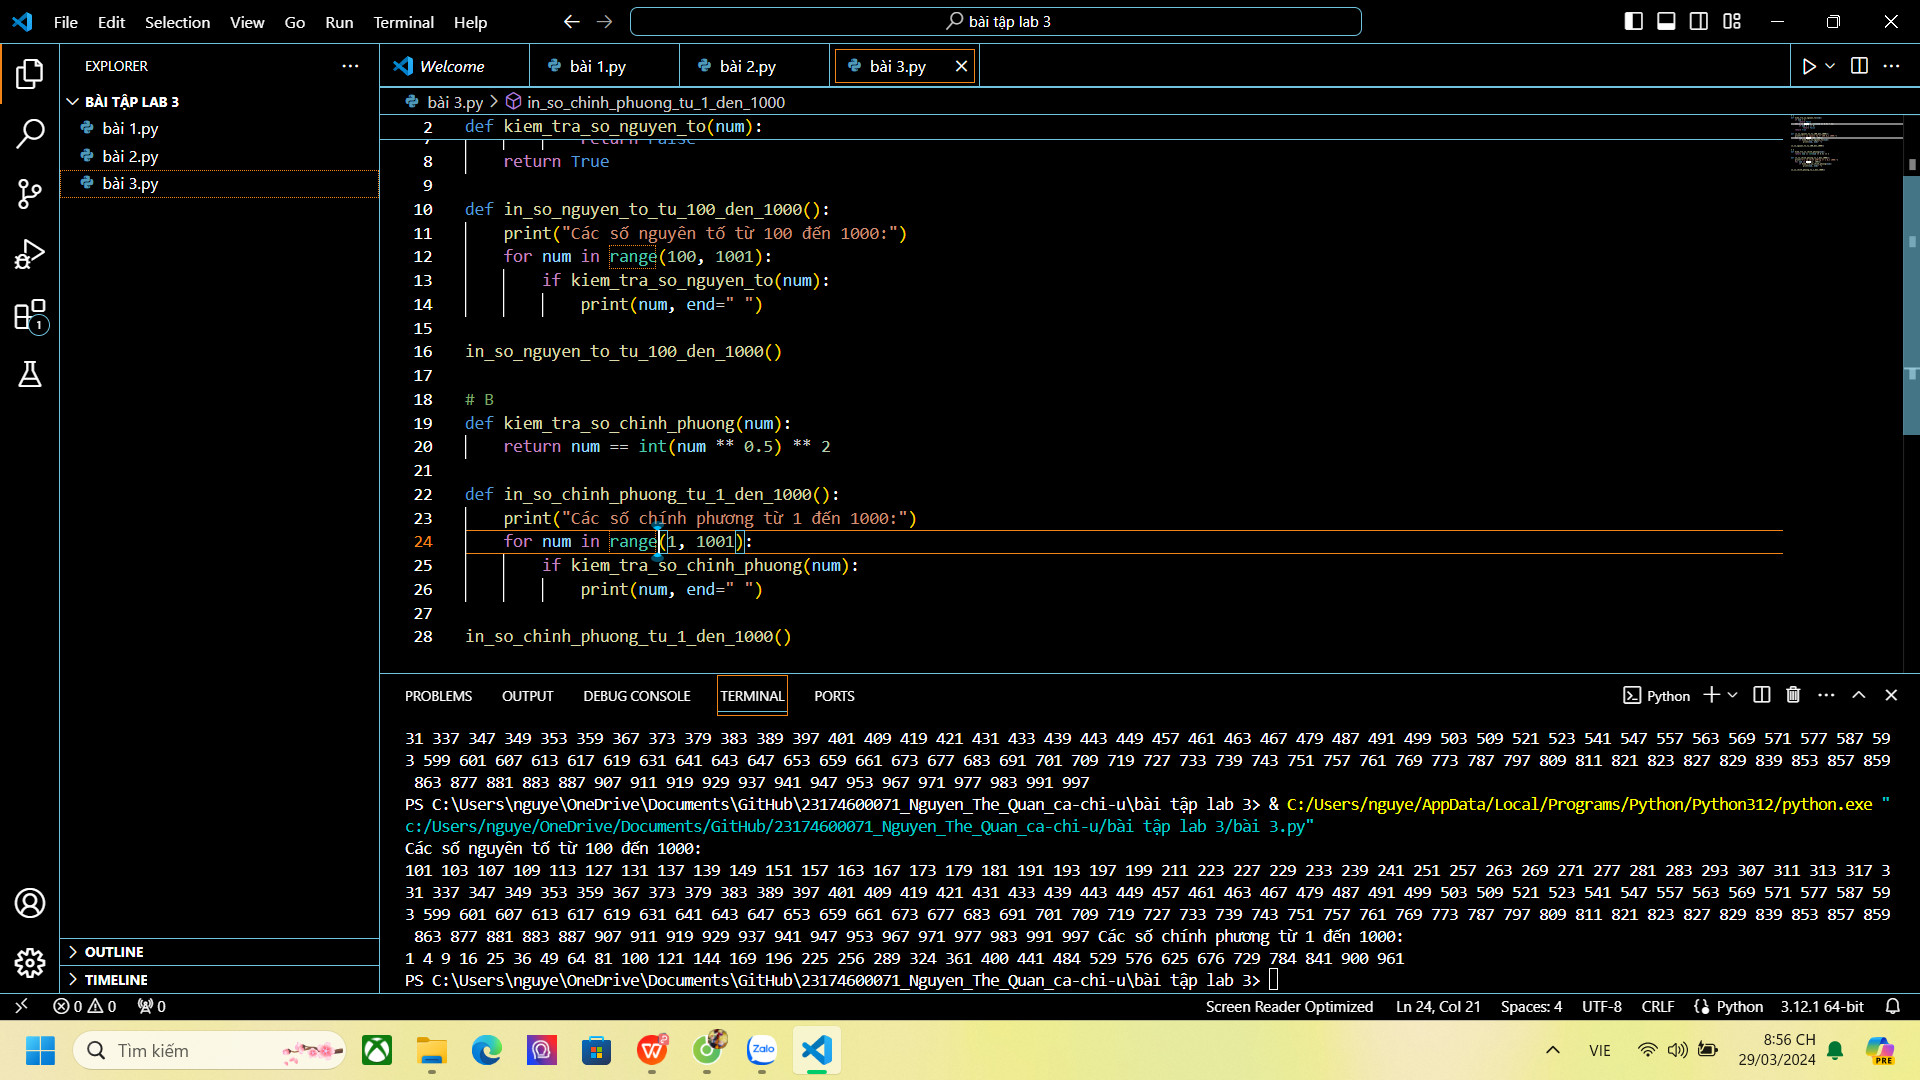 File Edit Selection View Go Run Terminal Help
bài tập lab 3
EXPLORER
BÀI TẬP LAB 3
bài 1.py
bài 2.py
bài 3.py
OUTLINE
TIMELINE
Welcome bài 1.py bài 2.py bài 3.py
bài 3.py > in_so_chinh_phuong_tu_1_den_1000
2 def kiem_tra_so_nguyen_to(num):
7 return False
8 return True
9
10 def in_so_nguyen_to_tu_100_den_1000():
11 print("Các số nguyên tố từ 100 đến 1000:")
12 for num in range(100, 1001):
13 if kiem_tra_so_nguyen_to(num):
14 print(num, end=" ")
15
16 in_so_nguyen_to_tu_100_den_1000()
17
18 # B
19 def kiem_tra_so_chinh_phuong(num):
20 return num == int(num ** 0.5) ** 2
21
22 def in_so_chinh_phuong_tu_1_den_1000():
23 print("Các số chính phương từ 1 đến 1000:")
24 for num in range(1, 1001):
25 if kiem_tra_so_chinh_phuong(num):
26 print(num, end=" ")
27
28 in_so_chinh_phuong_tu_1_den_1000()
PROBLEMS OUTPUT DEBUG CONSOLE TERMINAL PORTS
Python
31 337 347 349 353 359 367 373 379 383 389 397 401 409 419 421 431 433 439 443 449 457 461 463 467 479 487 491 499 503 509 521 523 541 547 557 563 569 571 577 587 59
3 599 601 607 613 617 619 631 641 643 647 653 659 661 673 677 683 691 701 709 719 727 733 739 743 751 757 761 769 773 787 797 809 811 821 823 827 829 839 853 857 859
863 877 881 883 887 907 911 919 929 937 941 947 953 967 971 977 983 991 997
PS C:\Users\nguye\OneDrive\Documents\GitHub\23174600071_Nguyen_The_Quan_ca-chi-u\bài tập lab 3> & C:/Users/nguye/AppData/Local/Programs/Python/Python312/python.exe "
c:/Users/nguye/OneDrive/Documents/GitHub/23174600071_Nguyen_The_Quan_ca-chi-u/bài tập lab 3/bài 3.py"
Các số nguyên tố từ 100 đến 1000:
101 103 107 109 113 127 131 137 139 149 151 157 163 167 173 179 181 191 193 197 199 211 223 227 229 233 239 241 251 257 263 269 271 277 281 283 293 307 311 313 317 3
31 337 347 349 353 359 367 373 379 383 389 397 401 409 419 421 431 433 439 443 449 457 461 463 467 479 487 491 499 503 509 521 523 541 547 557 563 569 571 577 587 59
3 599 601 607 613 617 619 631 641 643 647 653 659 661 673 677 683 691 701 709 719 727 733 739 743 751 757 761 769 773 787 797 809 811 821 823 827 829 839 853 857 859
863 877 881 883 887 907 911 919 929 937 941 947 953 967 971 977 983 991 997 Các số chính phương từ 1 đến 1000:
1 4 9 16 25 36 49 64 81 100 121 144 169 196 225 256 289 324 361 400 441 484 529 576 625 676 729 784 841 900 961
PS C:\Users\nguye\OneDrive\Documents\GitHub\23174600071_Nguyen_The_Quan_ca-chi-u\bài tập lab 3>
0 0 0 Screen Reader Optimized Ln 24, Col 21 Spaces: 4 UTF-8 CRLF {} Python 3.12.1 64-bit
Tìm kiếm Zalo VIE 8:56 CH
29/03/2024
PRE